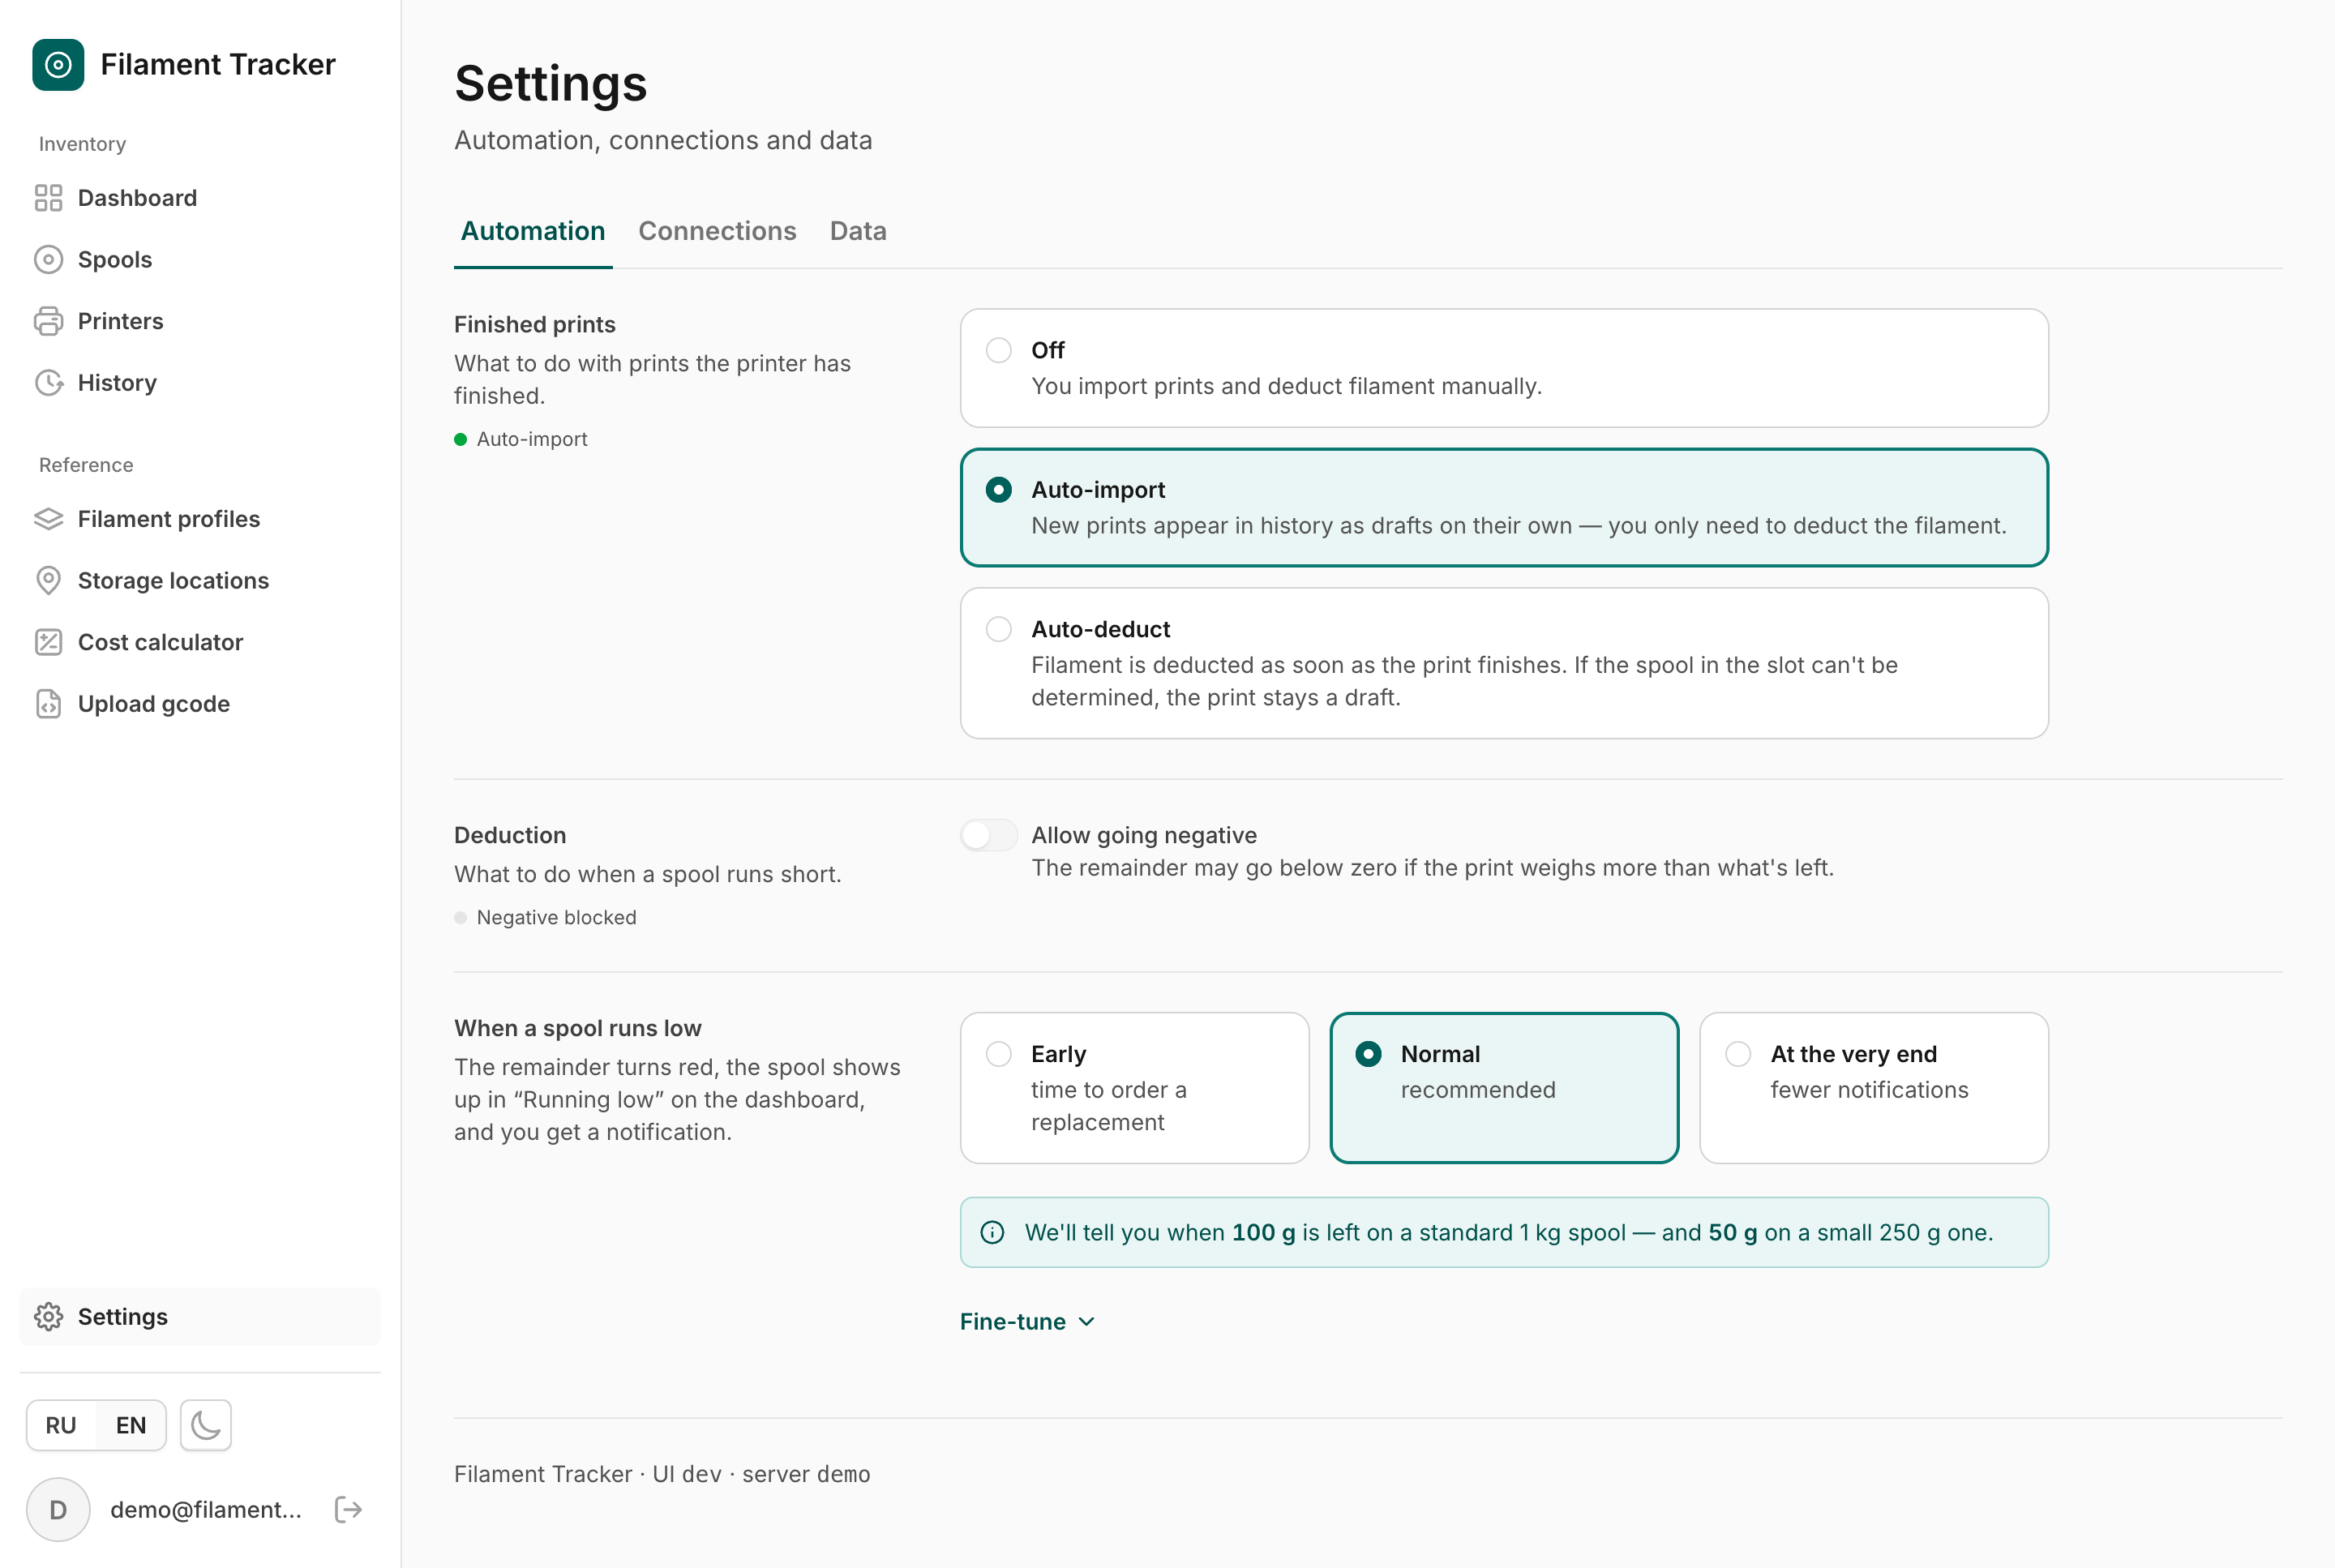 Filament Tracker
Inventory
Dashboard
Spools
Printers
History
Reference
Filament profiles
Storage locations
Cost calculator
Upload gcode
Settings
RU EN
D demo@filament...
Settings
Automation, connections and data
Automation Connections Data
Finished prints
What to do with prints the printer has
finished.
Auto-import
Off
You import prints and deduct filament manually.
Auto-import
New prints appear in history as drafts on their own — you only need to deduct the filament.
Auto-deduct
Filament is deducted as soon as the print finishes. If the spool in the slot can't be
determined, the print stays a draft.
Deduction
What to do when a spool runs short.
Negative blocked
Allow going negative
The remainder may go below zero if the print weighs more than what's left.
When a spool runs low
The remainder turns red, the spool shows
up in “Running low” on the dashboard,
and you get a notification.
Early
time to order a
replacement
Normal
recommended
At the very end
fewer notifications
We'll tell you when 100 g is left on a standard 1 kg spool — and 50 g on a small 250 g one.
Fine-tune
Filament Tracker · UI dev · server demo